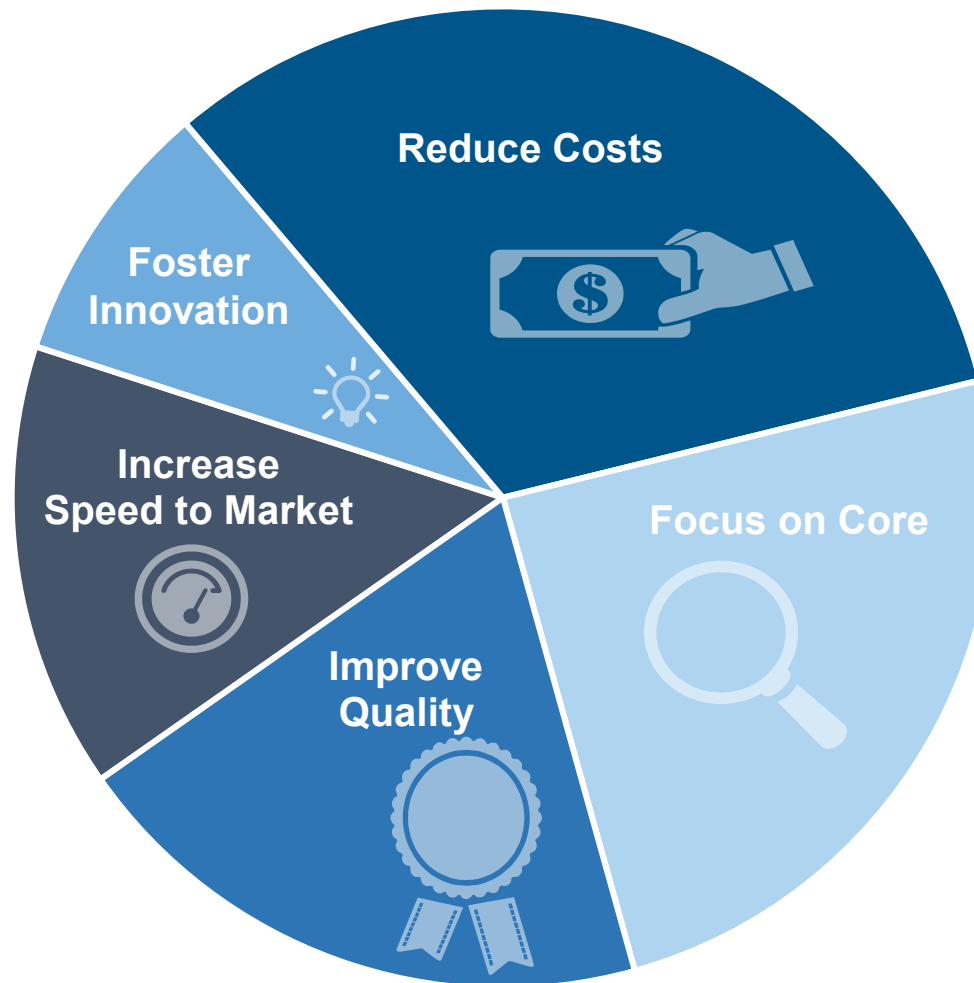 Reduce Costs
$
Foster
Innovation
Increase
Speed to Market
Focus on Core
Improve
Quality